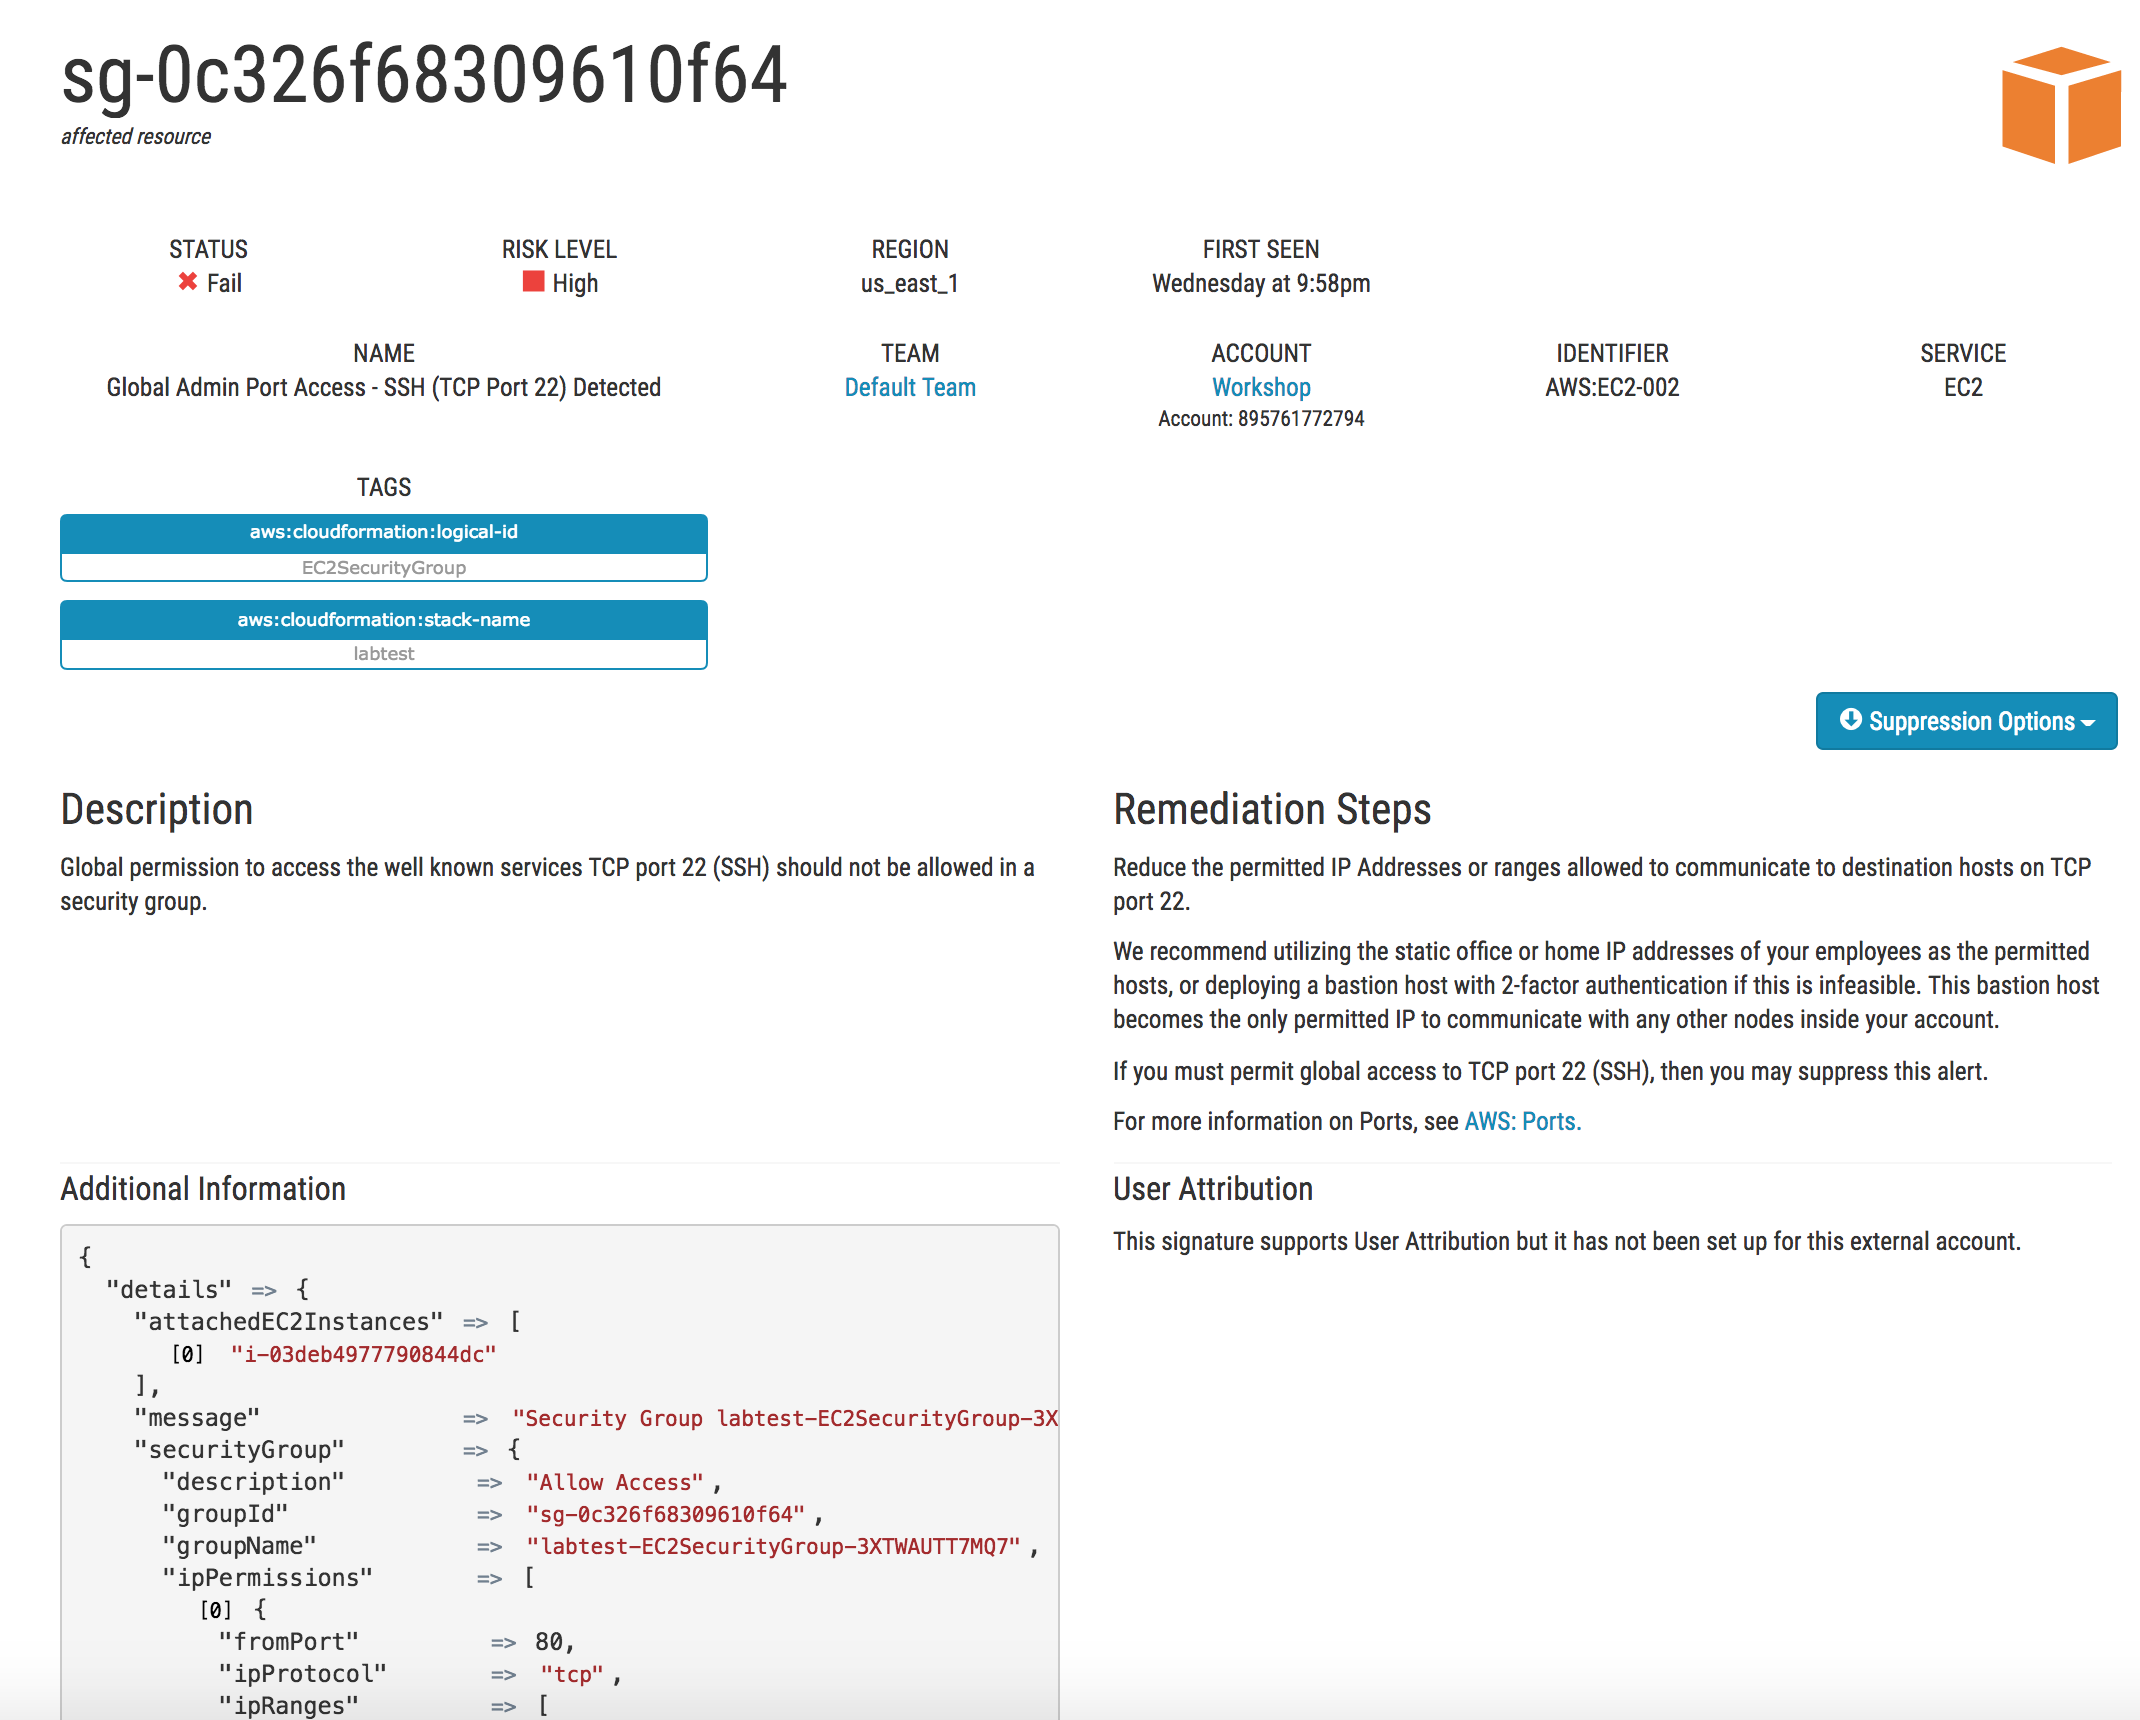 sg-0c326f68309610f64
affected resource
STATUS
Fail
RISK LEVEL
High
REGION
us_east_1
FIRST SEEN
Wednesday at 9:58pm
NAME
Global Admin Port Access - SSH (TCP Port 22) Detected
TEAM
Default Team
ACCOUNT
Workshop
Account: 895761772794
IDENTIFIER
AWS:EC2-002
SERVICE
EC2
TAGS
aws:cloudformation:logical-id
EC2SecurityGroup
aws:cloudformation:stack-name
labtest
Suppression Options
Description
Global permission to access the well known services TCP port 22 (SSH) should not be allowed in a
security group.
Remediation Steps
Reduce the permitted IP Addresses or ranges allowed to communicate to destination hosts on TCP
port 22.
We recommend utilizing the static office or home IP addresses of your employees as the permitted
hosts, or deploying a bastion host with 2-factor authentication if this is infeasible. This bastion host
becomes the only permitted IP to communicate with any other nodes inside your account.
If you must permit global access to TCP port 22 (SSH), then you may suppress this alert.
For more information on Ports, see AWS: Ports.
Additional Information
{
"details" => {
"attachedEC2Instances" => [
[0] "i-03deb4977790844dc"
],
"message" => "Security Group labtest-EC2SecurityGroup-3X
"securityGroup" => {
"description" => "Allow Access" ,
"groupId" => "sg-0c326f68309610f64" ,
"groupName" => "labtest-EC2SecurityGroup-3XTWAUTT7MQ7" ,
"ipPermissions" => [
[0] {
"fromPort" => 80,
"ipProtocol" => "tcp" ,
"ipRanges" => [
User Attribution
This signature supports User Attribution but it has not been set up for this external account.